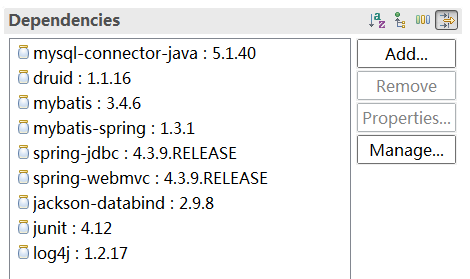 Dependencies
mysql-connector-java : 5.1.40
druid : 1.1.16
mybatis : 3.4.6
mybatis-spring : 1.3.1
spring-jdbc : 4.3.9.RELEASE
spring-webmvc : 4.3.9.RELEASE
jackson-databind : 2.9.8
junit : 4.12
log4j : 1.2.17
Add...
Remove
Properties...
Manage...